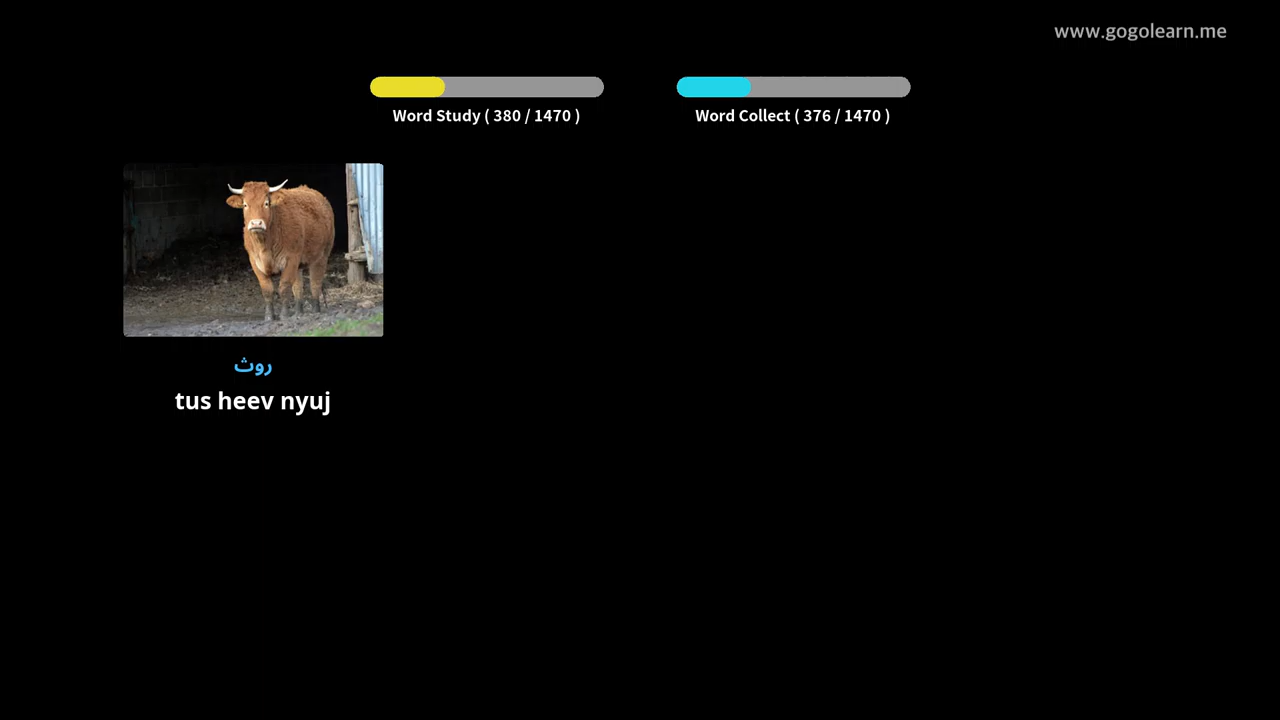 www.gogolearn.me
Word Study ( 380 / 1470 )
Word Collect ( 376 / 1470 )
روث
tus heev nyuj